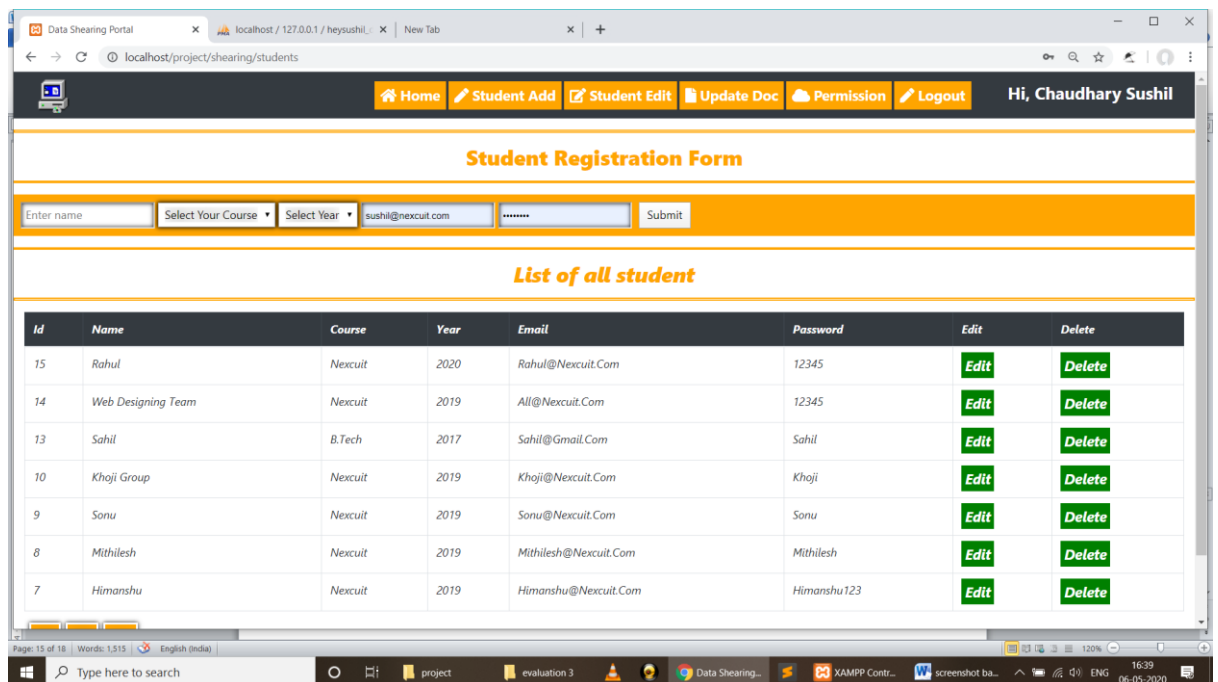 Data Shearing Portal
localhost / 127.0.0.1 / heysushil_
New Tab
localhost/project/shearing/students
Home Student Add Student Edit Update Doc Permission Logout Hi, Chaudhary Sushil
Student Registration Form
Enter name Select Your Course Select Year sushil@nexcuit.com •••••••• Submit
List of all student
Id Name Course Year Email Password Edit Delete
15 Rahul Nexcuit 2020 Rahul@Nexcuit.Com 12345 Edit Delete
14 Web Designing Team Nexcuit 2019 All@Nexcuit.Com 12345 Edit Delete
13 Sahil B.Tech 2017 Sahil@Gmail.Com Sahil Edit Delete
10 Khoji Group Nexcuit 2019 Khoji@Nexcuit.Com Khoji Edit Delete
9 Sonu Nexcuit 2019 Sonu@Nexcuit.Com Sonu Edit Delete
8 Mithilesh Nexcuit 2019 Mithilesh@Nexcuit.Com Mithilesh Edit Delete
7 Himanshu Nexcuit 2019 Himanshu@Nexcuit.Com Himanshu123 Edit Delete
Page: 15 of 18 Words: 1,515 English (India) 120%
Type here to search project evaluation 3 Data Shearing... XAMPP Contr... screenshot ba... ENG 16:39
06-05-2020